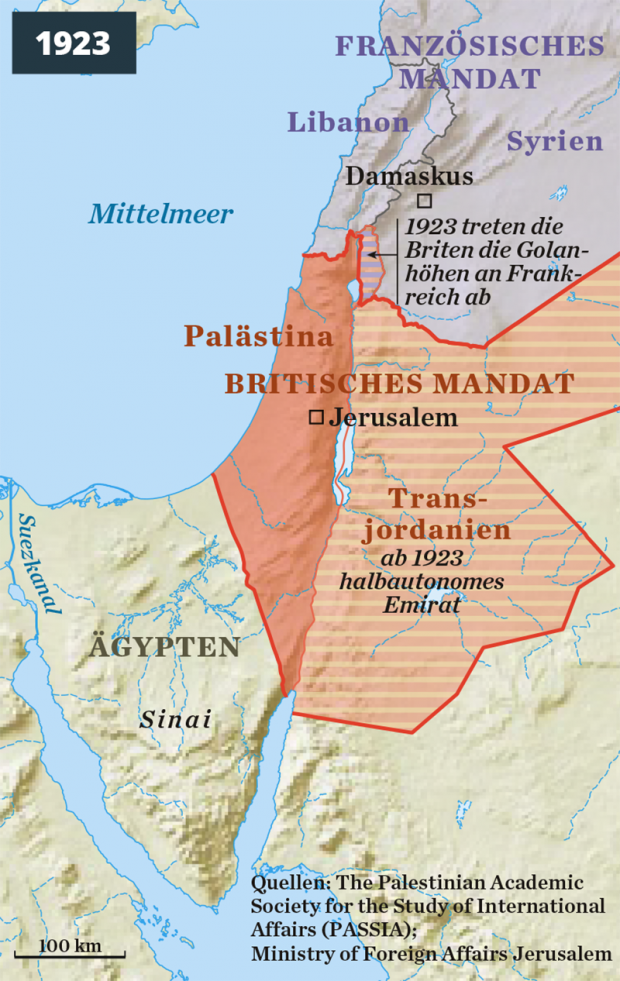 1923
FRANZÖSISCHES
MANDAT
Libanon
Syrien
Damaskus
Mittelmeer
1923 treten die
Briten die Golan-
höhen an Frank-
reich ab
Palästina
BRITISCHES MANDAT
Jerusalem
Trans-
jordanien
ab 1923
halbautonomes
Emirat
Suezkanal
ÄGYPTEN
Sinai
Quellen: The Palestinian Academic
Society for the Study of International
Affairs (PASSIA);
Ministry of Foreign Affairs Jerusalem
100 km